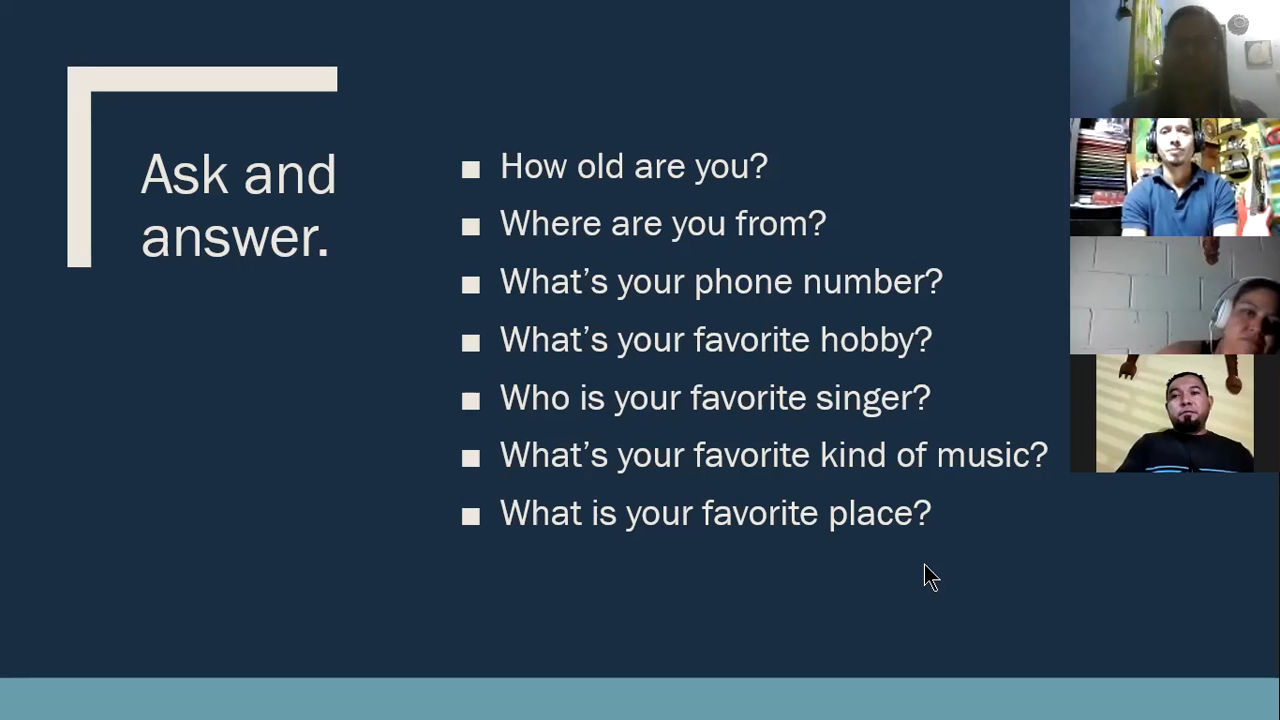 Ask and
answer.
How old are you?
Where are you from?
What's your phone number?
What's your favorite hobby?
Who is your favorite singer?
What's your favorite kind of music?
What is your favorite place?